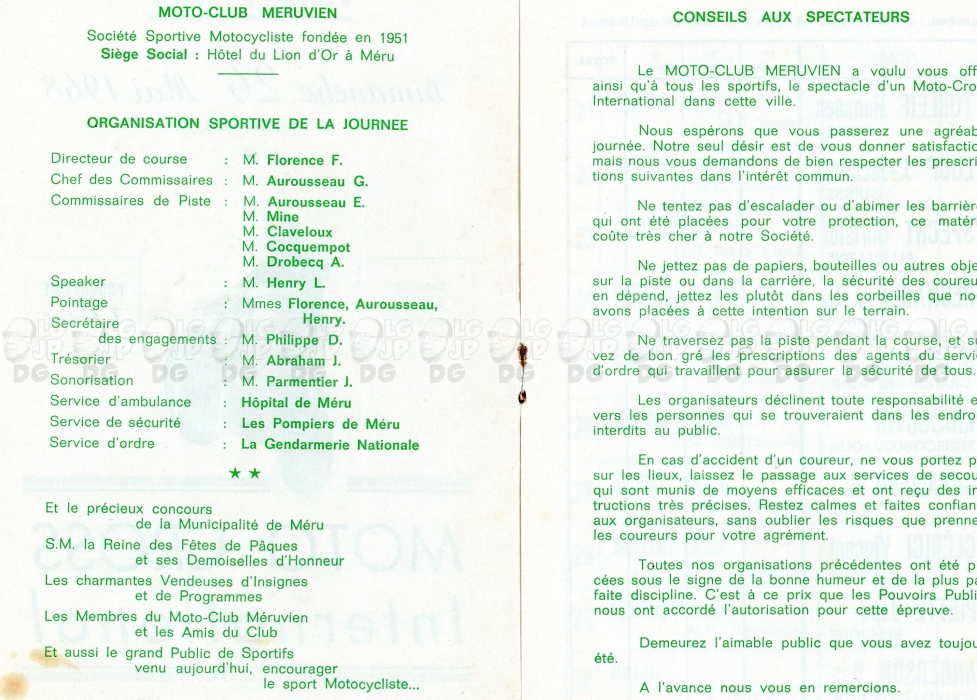 MOTO-CLUB MERUVIEN
Société Sportive Motocycliste fondée en 1951
Siège Social : Hôtel du Lion d'Or à Méru
ORGANISATION SPORTIVE DE LA JOURNEE
Directeur de course : M. Florence F.
Chef des Commissaires : M. Aurousseau G.
Commissaires de Piste : M. Aurousseau E.
M. Mine
M. Claveloux
M. Cocquempot
M. Drobecq A.
Speaker : M. Henry L.
Pointage : Mmes Florence, Aurousseau,
Henry.
Secrétaire
des engagements : M. Philippe D.
Trésorier : M. Abraham J.
Sonorisation : M. Parmentier J.
Service d'ambulance : Hôpital de Méru
Service de sécurité : Les Pompiers de Méru
Service d'ordre : La Gendarmerie Nationale
★ ★
Et le précieux concours
de la Municipalité de Méru
S.M. la Reine des Fêtes de Pâques
et ses Demoiselles d'Honneur
Les charmantes Vendeuses d'Insignes
et de Programmes
Les Membres du Moto-Club Méruvien
et les Amis du Club
Et aussi le grand Public de Sportifs
venu aujourd'hui, encourager
le sport Motocycliste...
CONSEILS AUX SPECTATEURS
Le MOTO-CLUB MERUVIEN a voulu vous off
ainsi qu'à tous les sportifs, le spectacle d'un Moto-Cro
International dans cette ville.
Nous espérons que vous passerez une agréab
journée. Notre seul désir est de vous donner satisfactio
mais nous vous demandons de bien respecter les prescri
tions suivantes dans l'intérêt commun.
Ne tentez pas d'escalader ou d'abimer les barrièr
qui ont été placées pour votre protection, ce matér
coûte très cher à notre Société.
Ne jettez pas de papiers, bouteilles ou autres obje
sur la piste ou dans la carrière, la sécurité des coureu
en dépend, jettez les plutôt dans les corbeilles que no
avons placées à cette intention sur le terrain.
Ne traversez pas la piste pendant la course, et su
vez de bon gré les prescriptions des agents du servi
d'ordre qui travaillent pour assurer la sécurité de tous.
Les organisateurs déclinent toute responsabilité e
vers les personnes qui se trouveraient dans les endro
interdits au public.
En cas d'accident d'un coureur, ne vous portez p
sur les lieux, laissez le passage aux services de secou
qui sont munis de moyens efficaces et ont reçu des in
tructions très précises. Restez calmes et faites confian
aux organisateurs, sans oublier les risques que prenne
les coureurs pour votre agrément.
Toutes nos organisations précédentes ont été p
cées sous le signe de la bonne humeur et de la plus pa
faite discipline. C'est à ce prix que les Pouvoirs Publi
nous ont accordé l'autorisation pour cette épreuve.
Demeurez l'aimable public que vous avez toujou
été.
A l'avance nous vous en remercions.